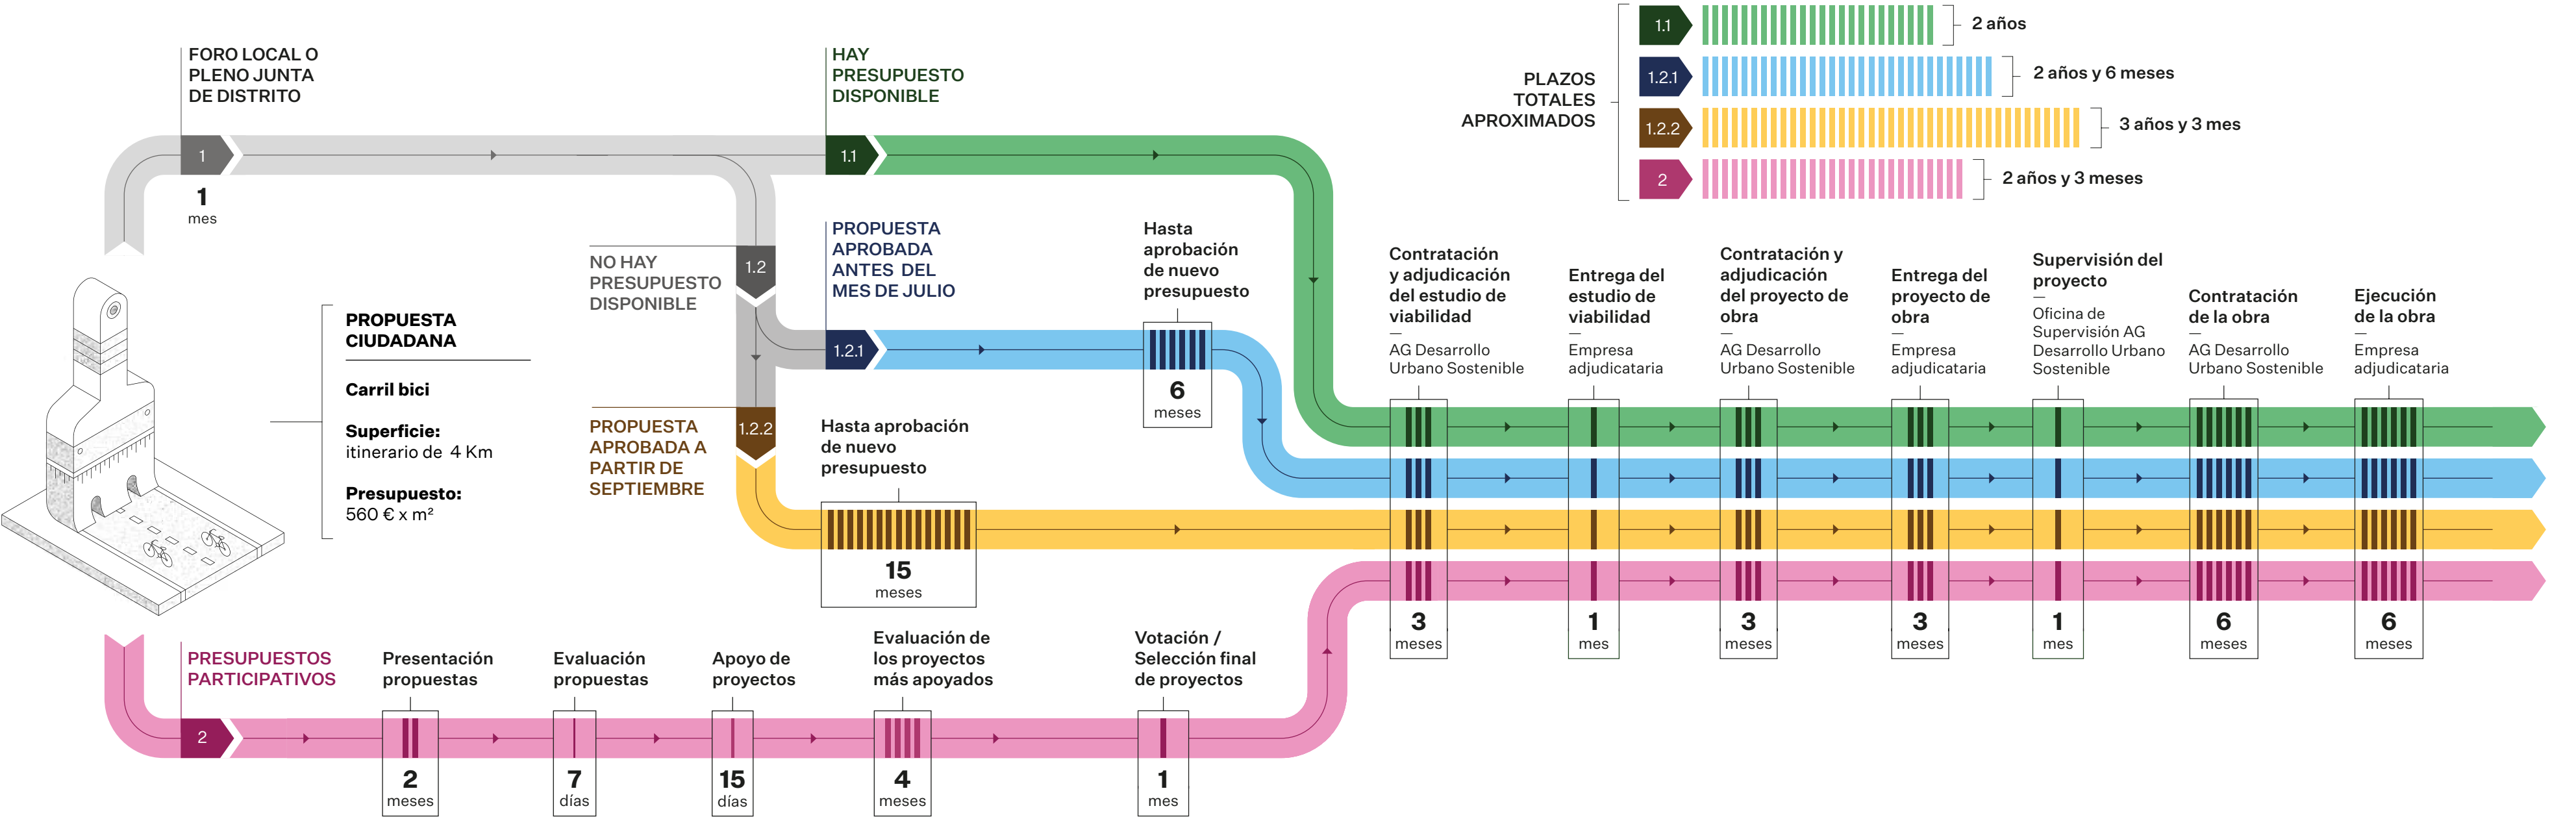 FORO LOCAL O
PLENO JUNTA
DE DISTRITO
1
1
mes
HAY
PRESUPUESTO
DISPONIBLE
1.1
PLAZOS
TOTALES
APROXIMADOS
1.1
2 años
1.2.1
2 años y 6 meses
1.2.2
3 años y 3 mes
2
2 años y 3 meses
NO HAY
PRESUPUESTO
DISPONIBLE
1.2
PROPUESTA
APROBADA
ANTES DEL
MES DE JULIO
1.2.1
Hasta
aprobación
de nuevo
presupuesto
6
meses
PROPUESTA
CIUDADANA
Carril bici
Superficie:
itinerario de 4 Km
Presupuesto:
560 € x m²
PROPUESTA
APROBADA A
PARTIR DE
SEPTIEMBRE
1.2.2
Hasta aprobación
de nuevo
presupuesto
15
meses
Contratación
y adjudicación
del estudio de
viabilidad
—
AG Desarrollo
Urbano Sostenible
3
meses
Entrega del
estudio de
viabilidad
—
Empresa
adjudicataria
1
mes
Contratación y
adjudicación
del proyecto de
obra
—
AG Desarrollo
Urbano Sostenible
3
meses
Entrega del
proyecto de
obra
—
Empresa
adjudicataria
3
meses
Supervisión del
proyecto
—
Oficina de
Supervisión AG
Desarrollo Urbano
Sostenible
1
mes
Contratación
de la obra
—
AG Desarrollo
Urbano Sostenible
6
meses
Ejecución
de la obra
—
Empresa
adjudicataria
6
meses
PRESUPUESTOS
PARTICIPATIVOS
2
Presentación
propuestas
2
meses
Evaluación
propuestas
7
días
Apoyo de
proyectos
15
días
Evaluación de
los proyectos
más apoyados
4
meses
Votación /
Selección final
de proyectos
1
mes